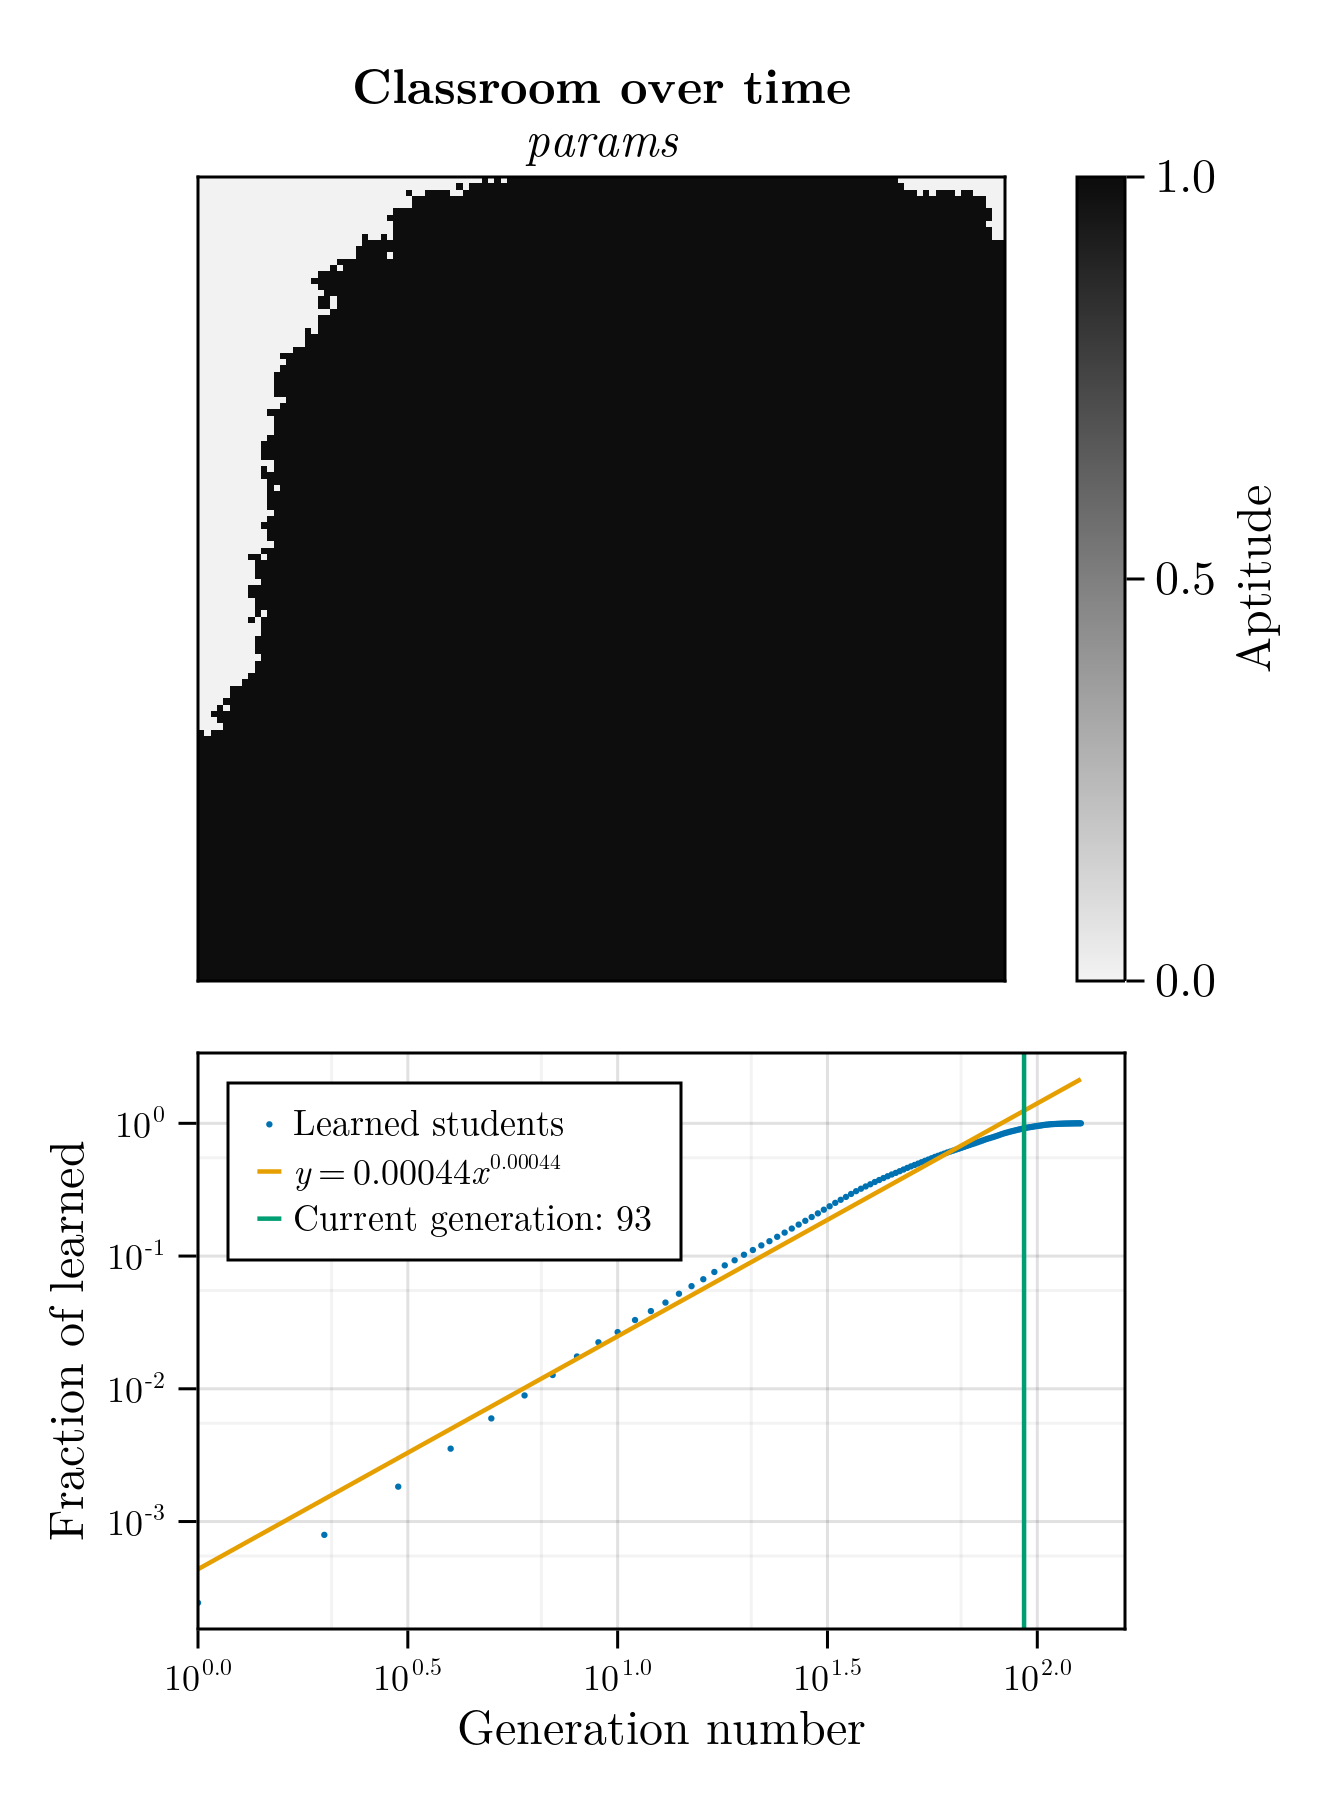 Classroom over time
params
1.0
0.5
0.0
Aptitude
10^0
10^-1
10^-2
10^-3
Fraction of learned
Learned students
y = 0.00044x^0.00044
Current generation: 93
10^0.0 10^0.5 10^1.0 10^1.5 10^2.0
Generation number